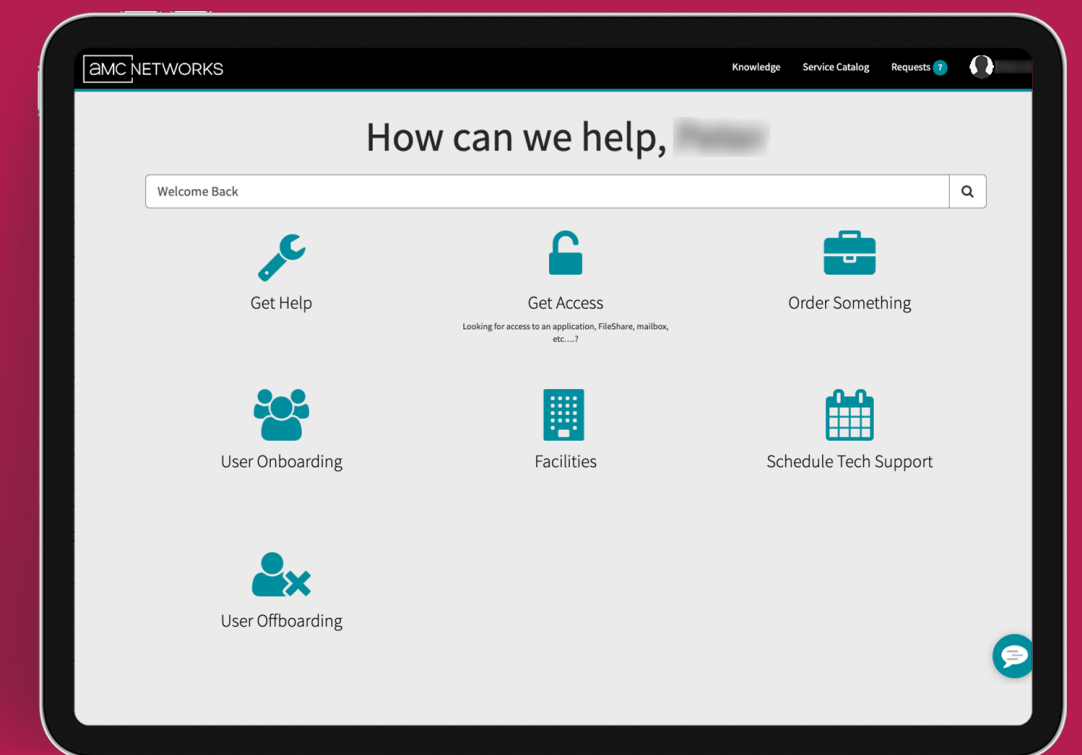 amc NETWORKS
Knowledge Service Catalog Requests 7
How can we help,
Welcome Back
Get Help
Get Access
Looking for access to an application, FileShare, mailbox,
etc....?
Order Something
User Onboarding
Facilities
Schedule Tech Support
User Offboarding